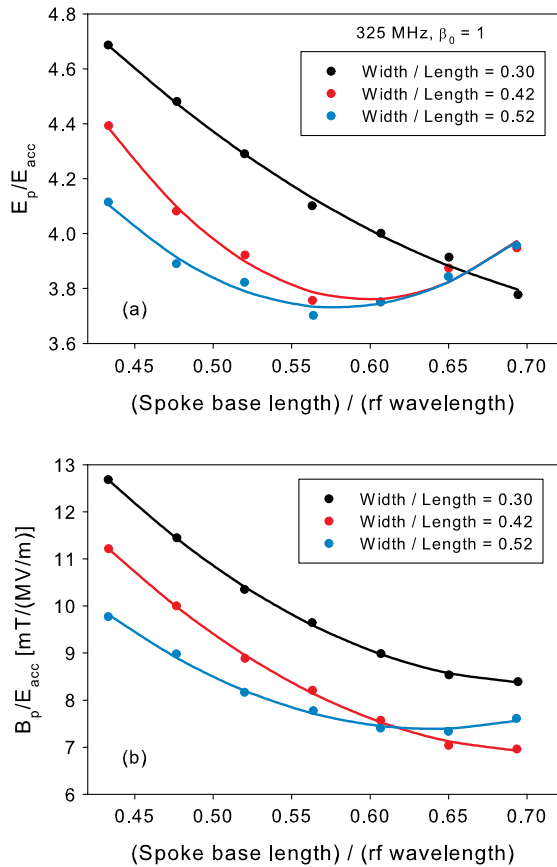 325 MHz, β0 = 1
Width / Length = 0.30
Width / Length = 0.42
Width / Length = 0.52
4.8
4.6
4.4
4.2
4.0
3.8
3.6
Ep/Eacc
(a)
0.45 0.50 0.55 0.60 0.65 0.70
(Spoke base length) / (rf wavelength)
13
12
11
10
9
8
7
6
Bp/Eacc [mT/(MV/m)]
Width / Length = 0.30
Width / Length = 0.42
Width / Length = 0.52
(b)
0.45 0.50 0.55 0.60 0.65 0.70
(Spoke base length) / (rf wavelength)